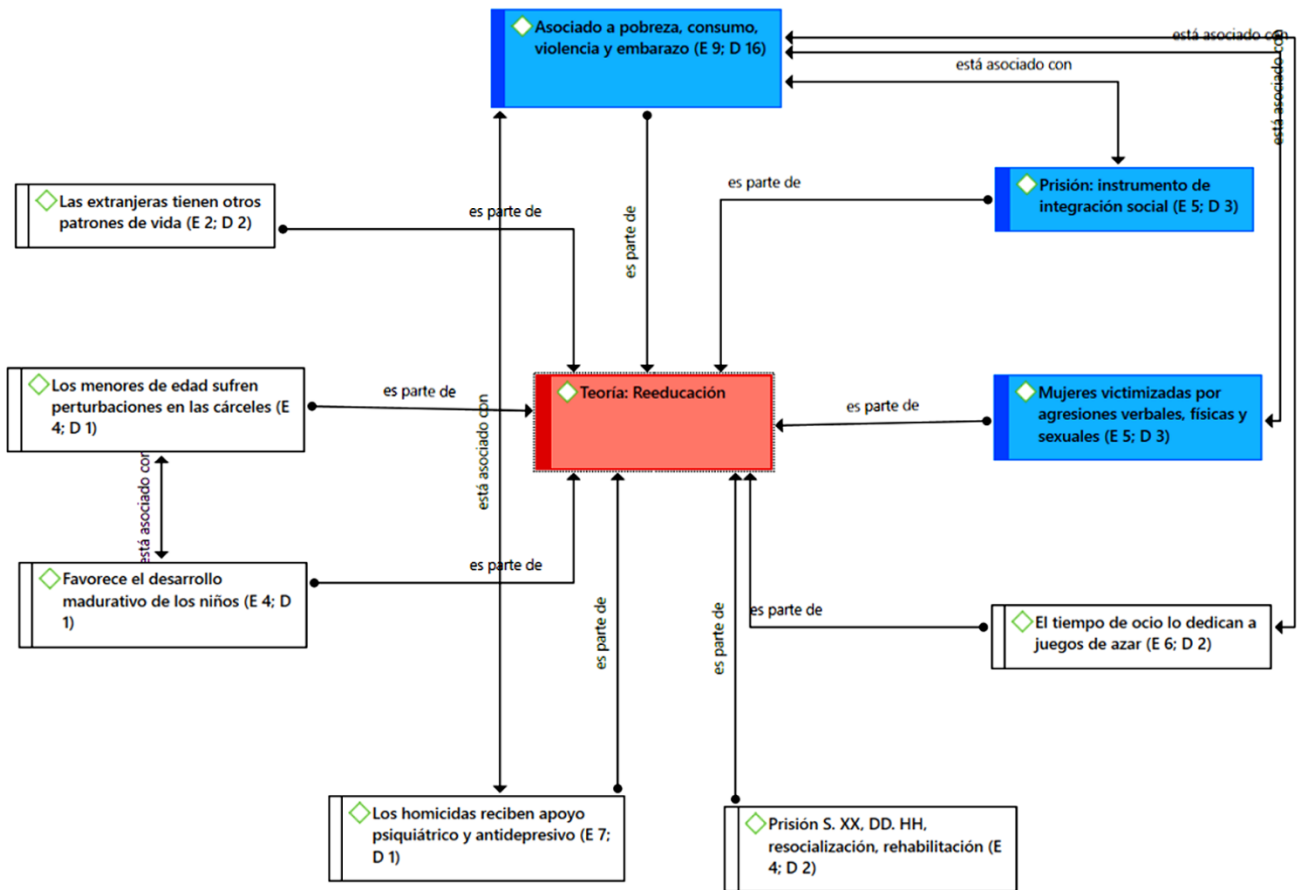 Asociado a pobreza, consumo,
violencia y embarazo (E 9; D 16)
está asociado con
está asociado con
está asociado con
Prisión: instrumento de
integración social (E 5; D 3)
es parte de
Las extranjeras tienen otros
patrones de vida (E 2; D 2)
es parte de
es parte de
Los menores de edad sufren
perturbaciones en las cárceles (E
4; D 1)
es parte de
está asociado con
Teoría: Reeducación
es parte de
Mujeres victimizadas por
agresiones verbales, físicas y
sexuales (E 5; D 3)
está asociado con
Favorece el desarrollo
madurativo de los niños (E 4; D
1)
es parte de
es parte de
es parte de
es parte de
El tiempo de ocio lo dedican a
juegos de azar (E 6; D 2)
Los homicidas reciben apoyo
psiquiátrico y antidepresivo (E 7;
D 1)
Prisión S. XX, DD. HH,
resocialización, rehabilitación (E
4; D 2)